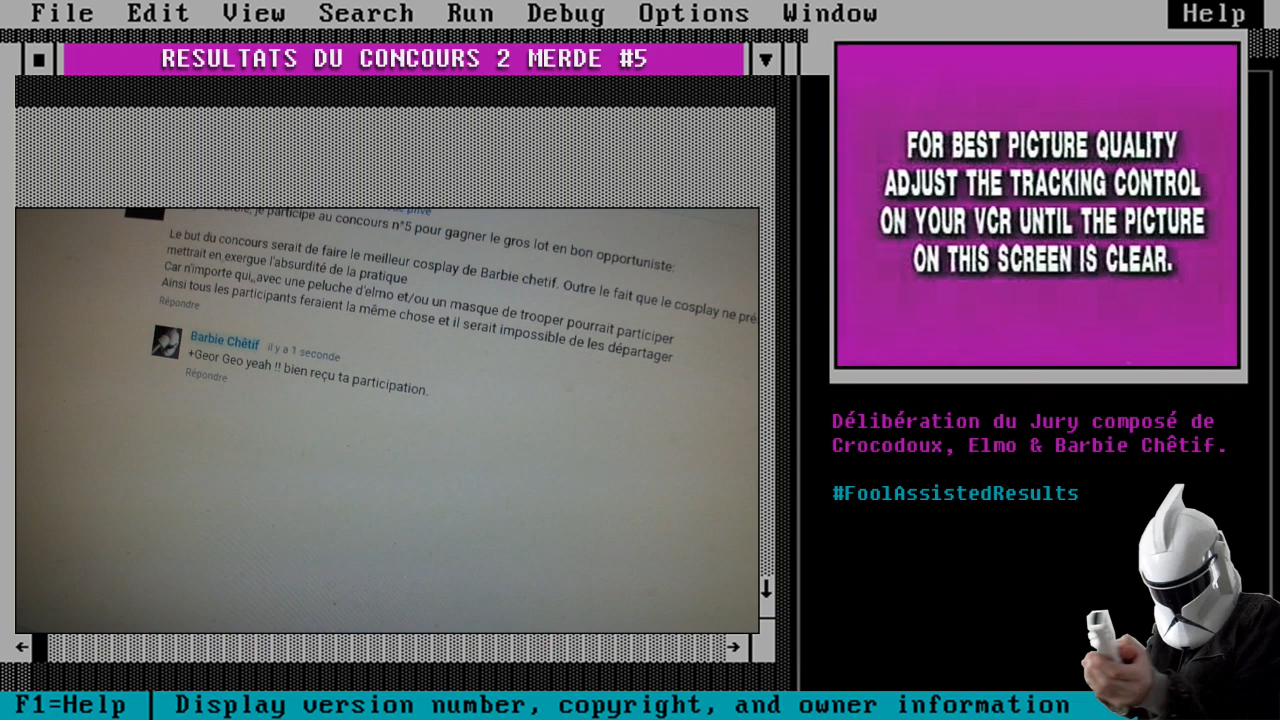 File Edit View Search Run Debug Options Window Help
RESULTATS DU CONCOURS 2 MERDE #5
je participe au concours n°5 pour gagner le gros lot en bon opportuniste:
Le but du concours serait de faire le meilleur cosplay de Barbie chetif. Outre le fait que le cosplay ne pré
mettrait en exergue l'absurdité de la pratique
Car n'importe qui, avec une peluche d'elmo et/ou un masque de trooper pourrait participer
Ainsi tous les participants feraient la même chose et il serait impossible de les départager
Répondre
Barbie Chêtif il y a 1 seconde
+Geor Geo yeah !! bien reçu ta participation.
Répondre
FOR BEST PICTURE QUALITY
ADJUST THE TRACKING CONTROL
ON YOUR VCR UNTIL THE PICTURE
ON THIS SCREEN IS CLEAR.
Délibération du Jury composé de
Crocodoux, Elmo & Barbie Chêtif.
#FoolAssistedResults
F1=Help | Display version number, copyright, and owner information